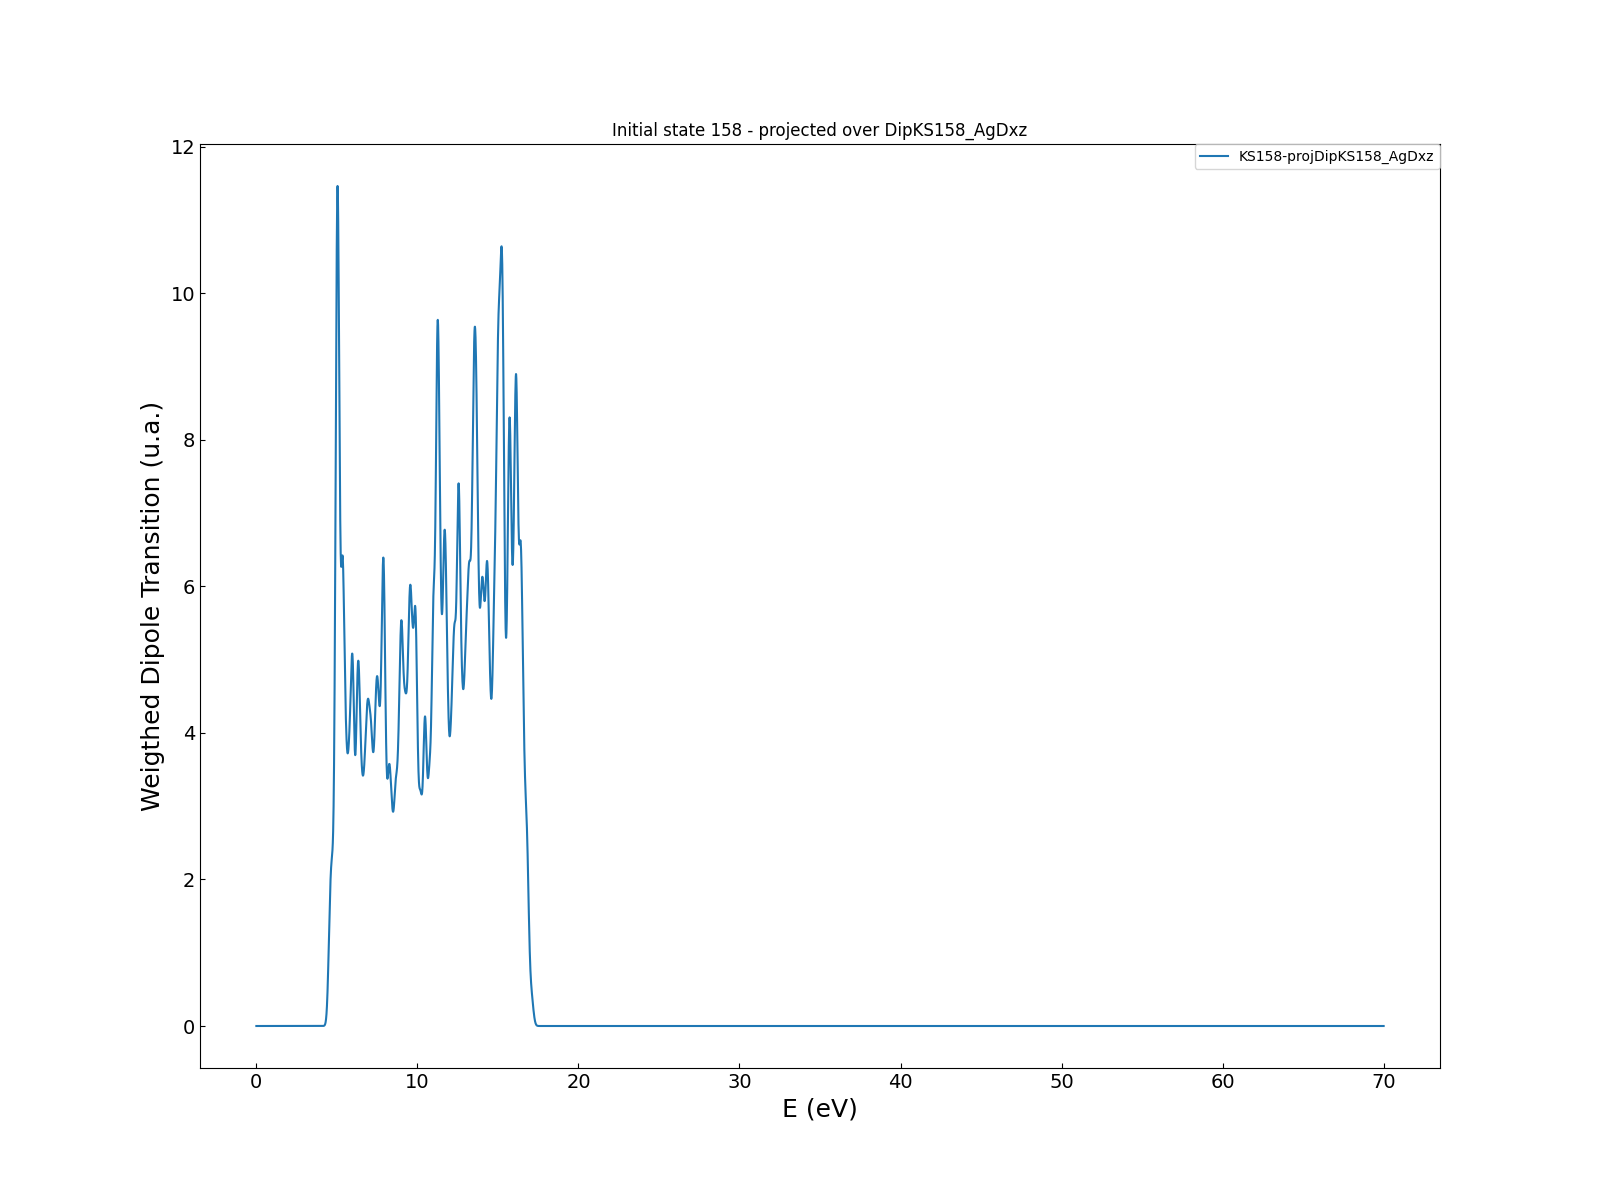 Initial state 158 - projected over DipKS158_AgDxz
KS158-projDipKS158_AgDxz
Weigthed Dipole Transition (u.a.)
12
10
8
6
4
2
0
0 10 20 30 40 50 60 70
E (eV)